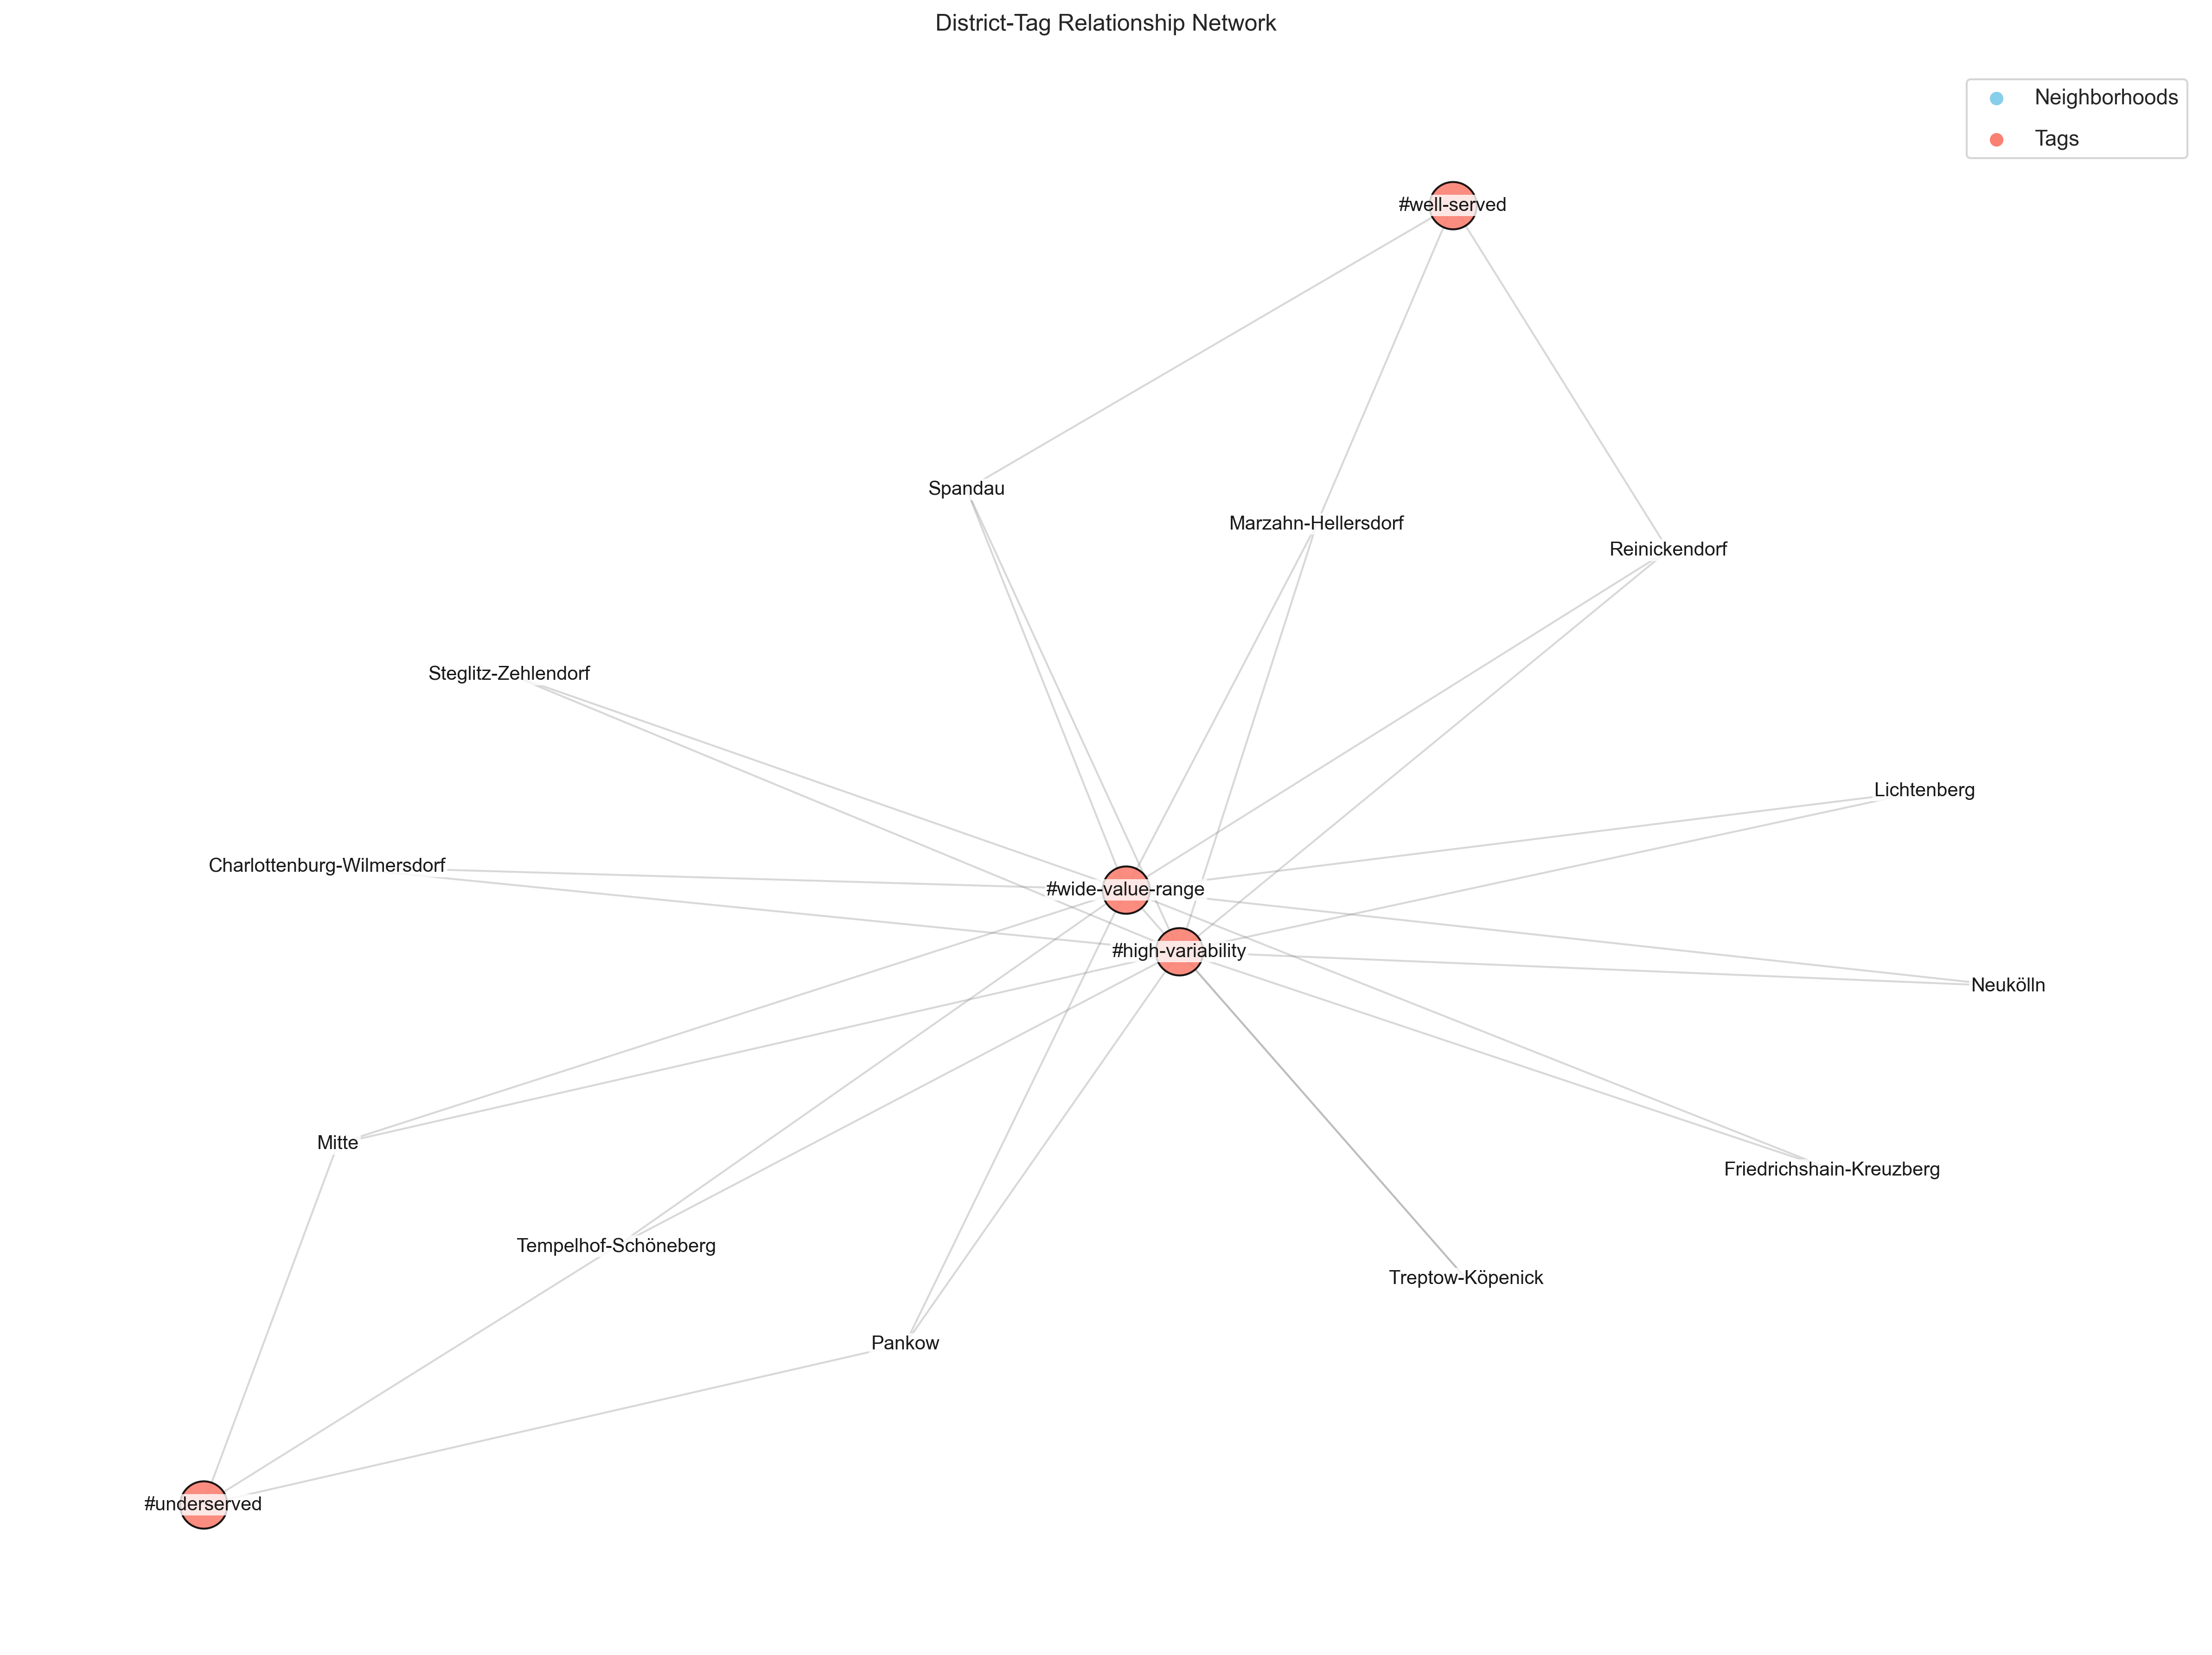 District-Tag Relationship Network
Neighborhoods
Tags
#well-served
Spandau
Marzahn-Hellersdorf
Reinickendorf
Steglitz-Zehlendorf
Lichtenberg
Charlottenburg-Wilmersdorf
#wide-value-range
#high-variability
Neukölln
Mitte
Friedrichshain-Kreuzberg
Tempelhof-Schöneberg
Treptow-Köpenick
Pankow
#underserved